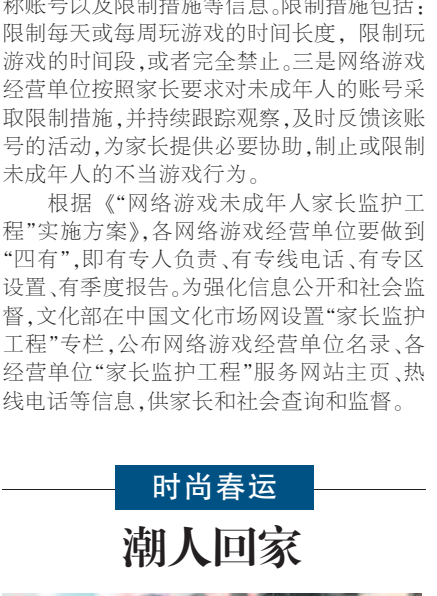 称账号以及限制措施等信息。限制措施包括：
限制每天或每周玩游戏的时间长度，限制玩
游戏的时间段，或者完全禁止。三是网络游戏
经营单位按照家长要求对未成年人的账号采
取限制措施，并持续跟踪观察，及时反馈该账
号的活动，为家长提供必要协助，制止或限制
未成年人的不当游戏行为。
根据《“网络游戏未成年人家长监护工
程”实施方案》，各网络游戏经营单位要做到
“四有”，即有专人负责、有专线电话、有专区
设置、有季度报告。为强化信息公开和社会监
督，文化部在中国文化市场网设置“家长监护
工程”专栏，公布网络游戏经营单位名录、各
经营单位“家长监护工程”服务网站主页、热
线电话等信息，供家长和社会查询和监督。
时尚春运
潮人回家